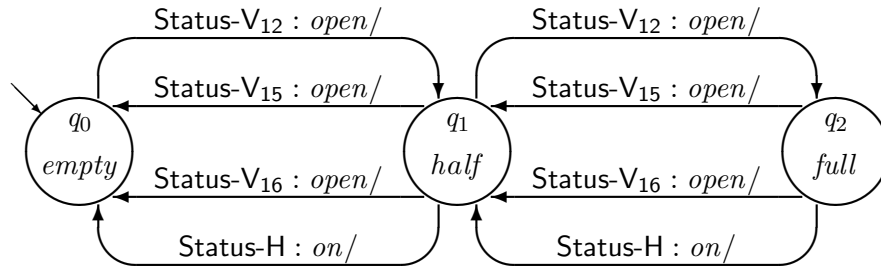 Status-V₁₂ : open/ Status-V₁₂ : open/
Status-V₁₅ : open/ Status-V₁₅ : open/
q₀ q₁ q₂
empty half full
Status-V₁₆ : open/ Status-V₁₆ : open/
Status-H : on/ Status-H : on/